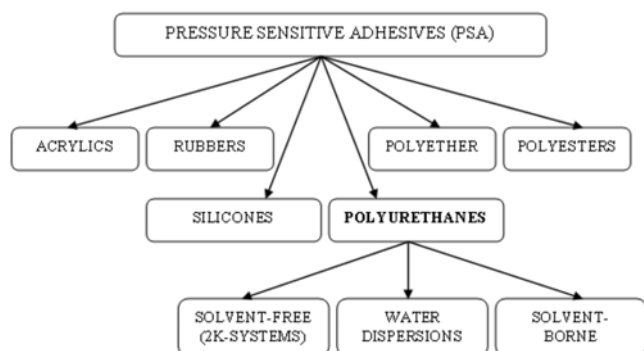 PRESSURE SENSITIVE ADHESIVES (PSA)
ACRYLICS
RUBBERS
POLYETHER
POLYESTERS
SILICONES
POLYURETHANES
SOLVENT-FREE
(2K-SYSTEMS)
WATER
DISPERSIONS
SOLVENT-
BORNE